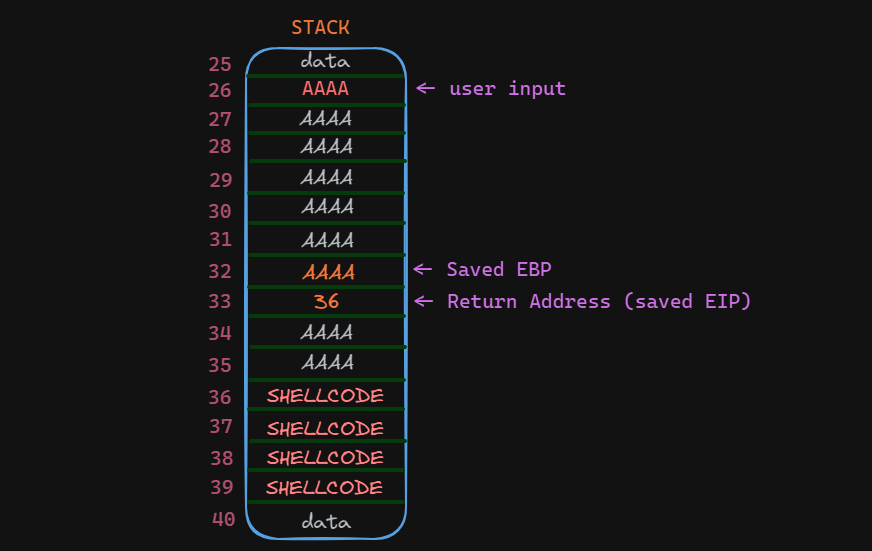 STACK
25 data
26 AAAA ← user input
27 AAAA
28 AAAA
29 AAAA
30 AAAA
31 AAAA
32 AAAA ← Saved EBP
33 36 ← Return Address (saved EIP)
34 AAAA
35 AAAA
36 SHELLCODE
37 SHELLCODE
38 SHELLCODE
39 SHELLCODE
40 data